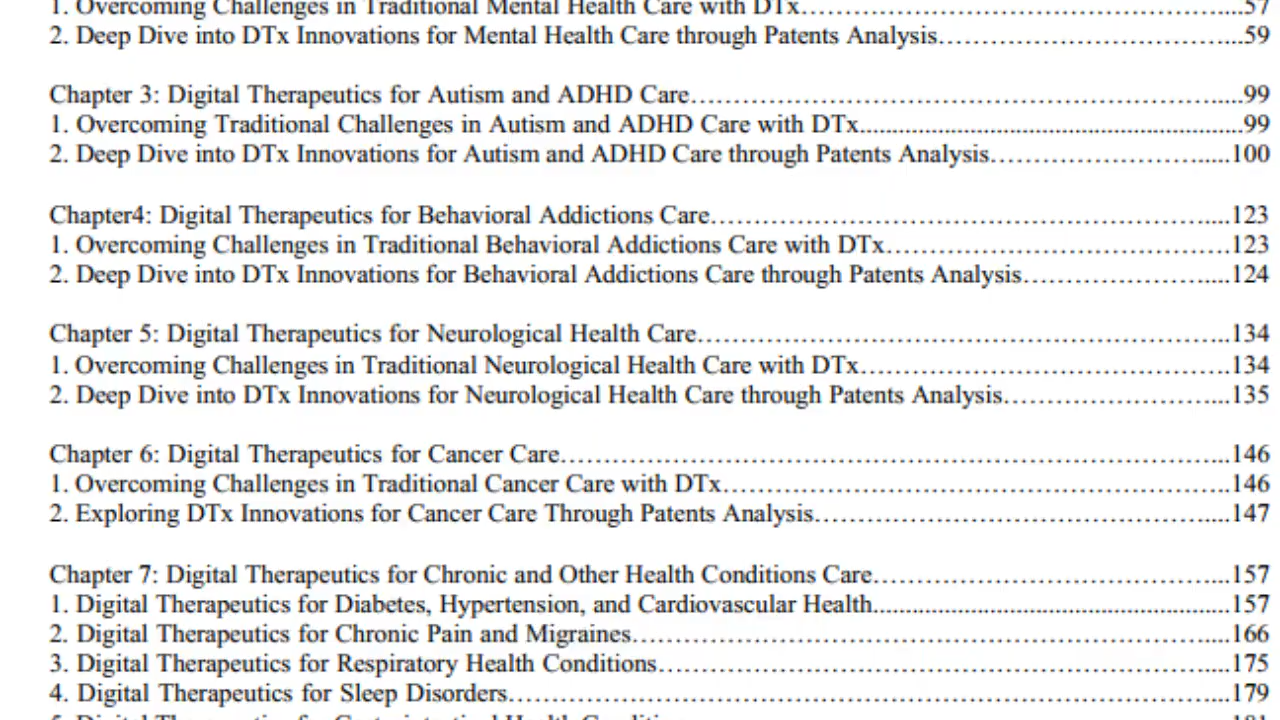 1. Overcoming Challenges in Traditional Mental Health Care with DTx……………………………………………....57
2. Deep Dive into DTx Innovations for Mental Health Care through Patents Analysis………………………………...59

Chapter 3: Digital Therapeutics for Autism and ADHD Care………………………………………………………….....99
1. Overcoming Traditional Challenges in Autism and ADHD Care with DTx..........................................................99
2. Deep Dive into DTx Innovations for Autism and ADHD Care through Patents Analysis……………………….....100

Chapter4: Digital Therapeutics for Behavioral Addictions Care……………………………………………………....123
1. Overcoming Challenges in Traditional Behavioral Addictions Care with DTx…………………………………....123
2. Deep Dive into DTx Innovations for Behavioral Addictions Care through Patents Analysis…………………....124

Chapter 5: Digital Therapeutics for Neurological Health Care………………………………………………………...134
1. Overcoming Challenges in Traditional Neurological Health Care with DTx……………………………………...134
2. Deep Dive into DTx Innovations for Neurological Health Care through Patents Analysis……………………...135

Chapter 6: Digital Therapeutics for Cancer Care……………………………………………………………………....146
1. Overcoming Challenges in Traditional Cancer Care with DTx……………………………………………………....146
2. Exploring DTx Innovations for Cancer Care Through Patents Analysis…………………………………………....147

Chapter 7: Digital Therapeutics for Chronic and Other Health Conditions Care…………………………………...157
1. Digital Therapeutics for Diabetes, Hypertension, and Cardiovascular Health......................................................157
2. Digital Therapeutics for Chronic Pain and Migraines………………………………………………………………...166
3. Digital Therapeutics for Respiratory Health Conditions……………………………………………………………...175
4. Digital Therapeutics for Sleep Disorders……………………………………………………………………………....179